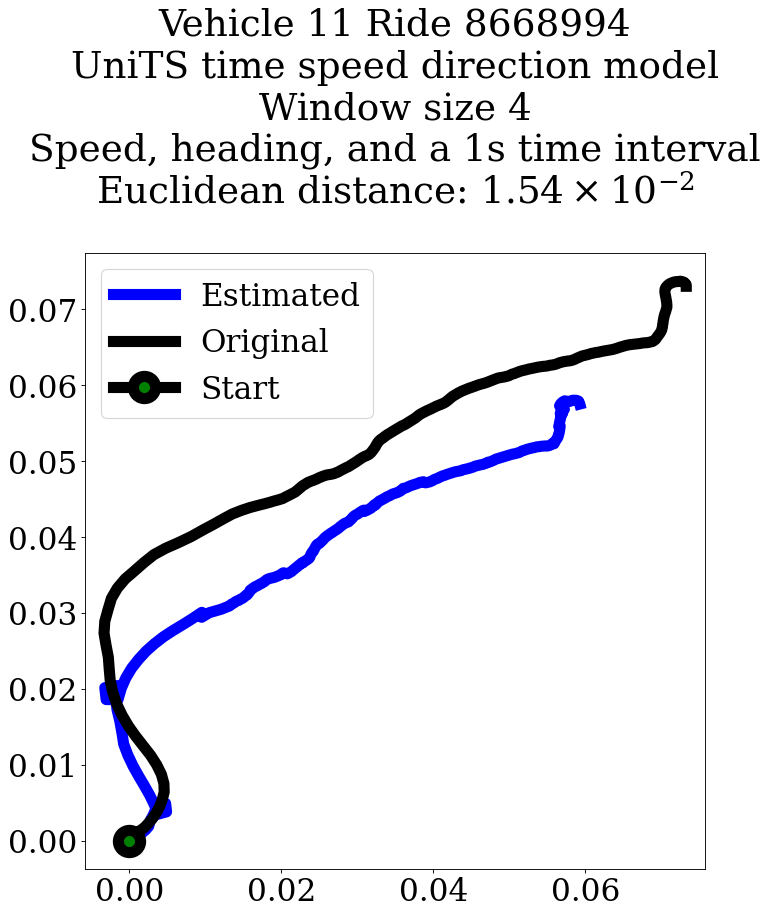 Vehicle 11 Ride 8668994
UniTS time speed direction model
Window size 4
Speed, heading, and a 1s time interval
Euclidean distance: 1.54 × 10⁻²
Estimated
Original
Start
0.07
0.06
0.05
0.04
0.03
0.02
0.01
0.00
0.00 0.02 0.04 0.06